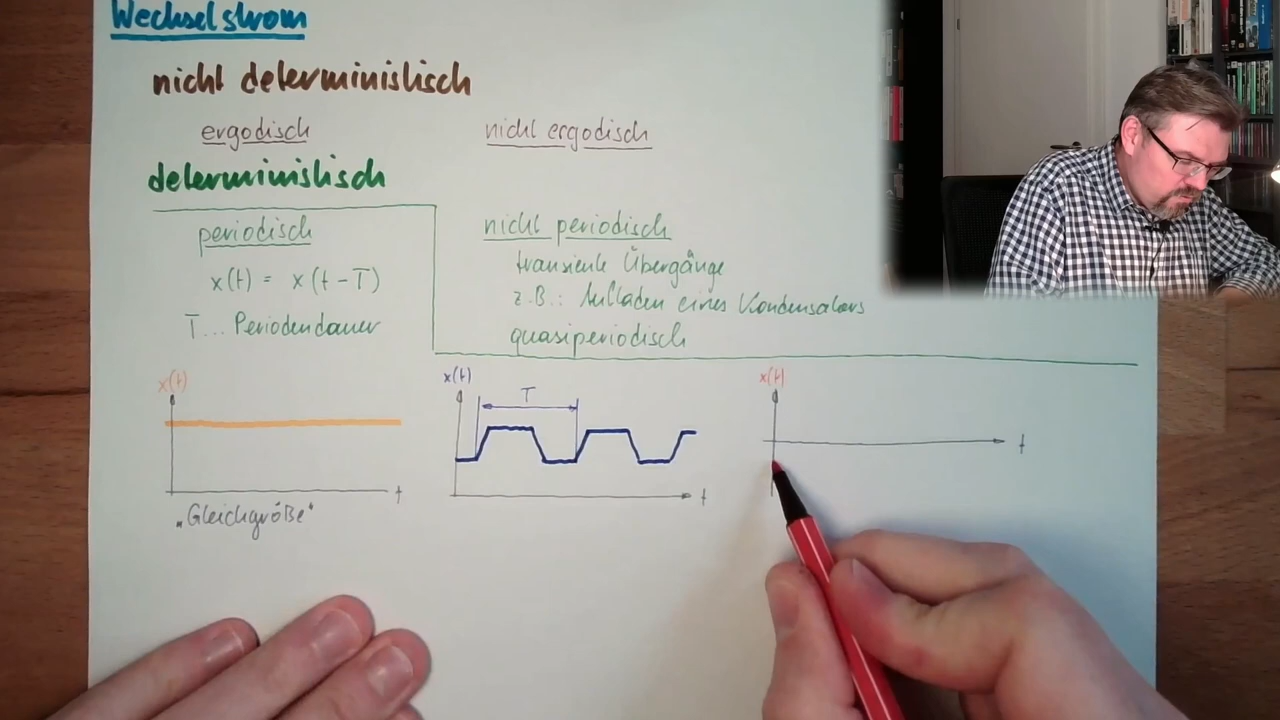 Wechselstrom
nicht deterministisch
ergodisch
nicht ergodisch
deterministisch
periodisch
x(t) = x(t-T)
T... Periodendauer
nicht periodisch
transiente Übergänge
z.B.: Aufladen eines Kondensators
quasiperiodisch
x(t)
t
„Gleichgröße"
x(t)
T
t
x(t)
t